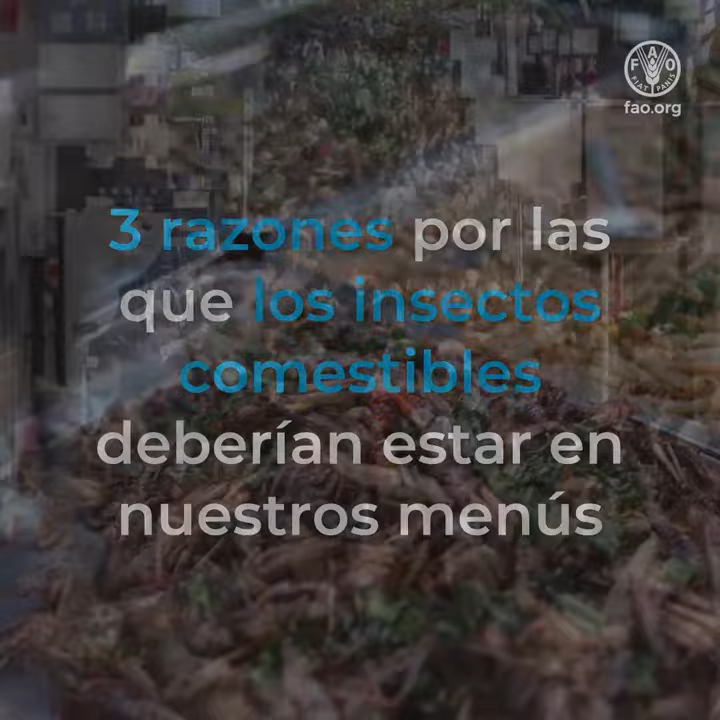 FAO
FIAT PANIS
fao.org
3 razones por las
que los insectos
comestibles
deberían estar en
nuestros menús